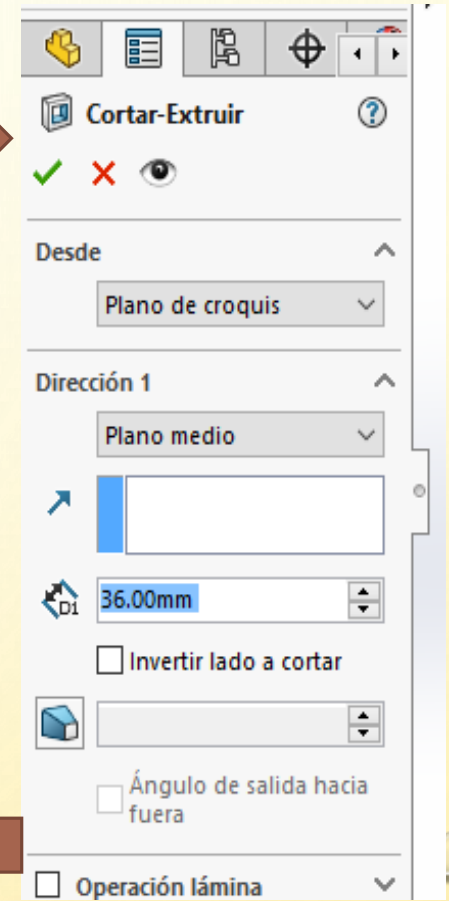 Cortar-Extruir
Desde
Plano de croquis
Dirección 1
Plano medio
D1
36.00mm
Invertir lado a cortar
Ángulo de salida hacia
fuera
Operación lámina